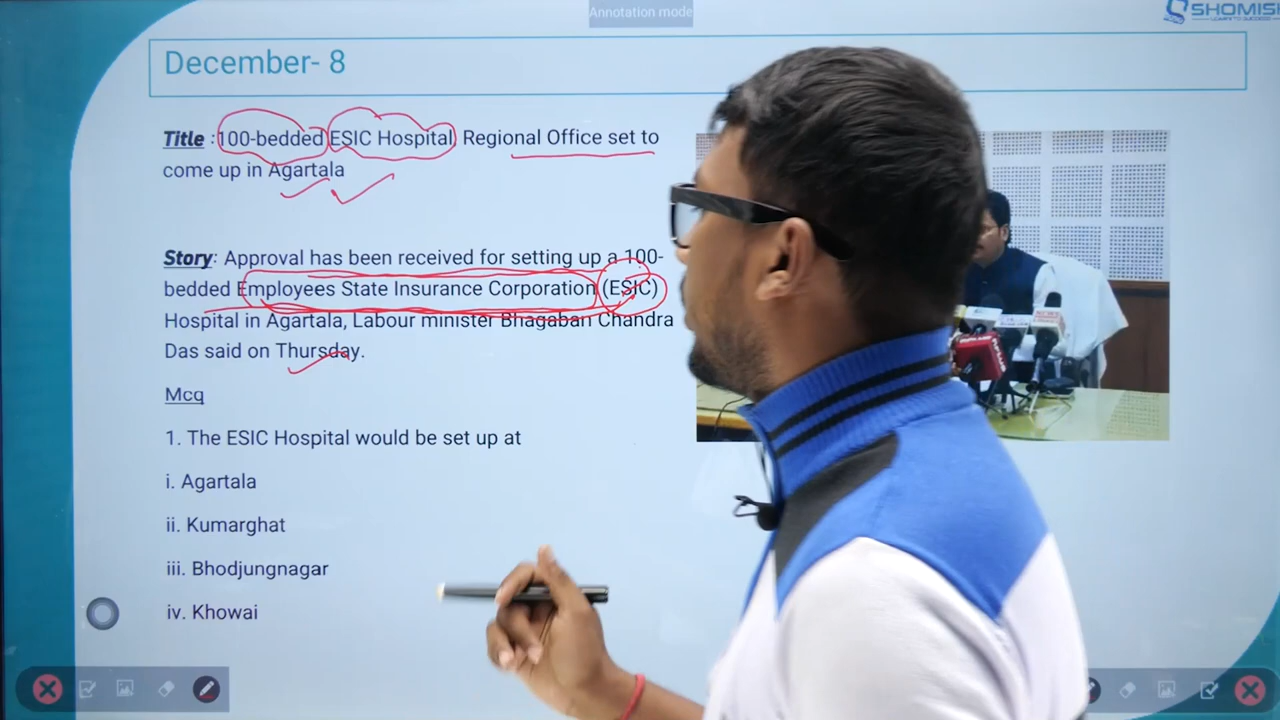 Annotation mode
SHOMISH
December- 8
Title : 100-bedded ESIC Hospital Regional Office set to
come up in Agartala
Story: Approval has been received for setting up a 100-
bedded Employees State Insurance Corporation (ESIC)
Hospital in Agartala, Labour minister Bhagaban Chandra
Das said on Thursday.
Mcq
1. The ESIC Hospital would be set up at
i. Agartala
ii. Kumarghat
iii. Bhodjungnagar
iv. Khowai